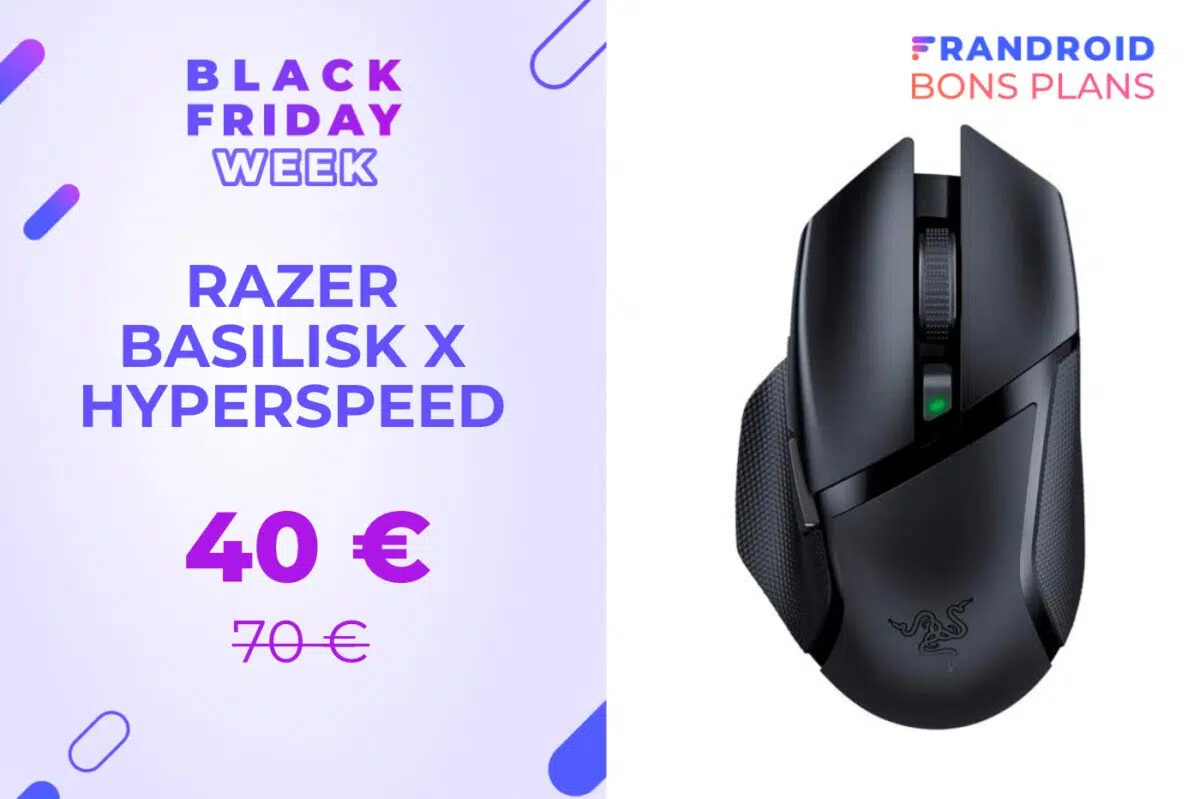 BLACK
FRIDAY
WEEK
RAZER
BASILISK X
HYPERSPEED
40 €
70 €
FRANDROID
BONS PLANS